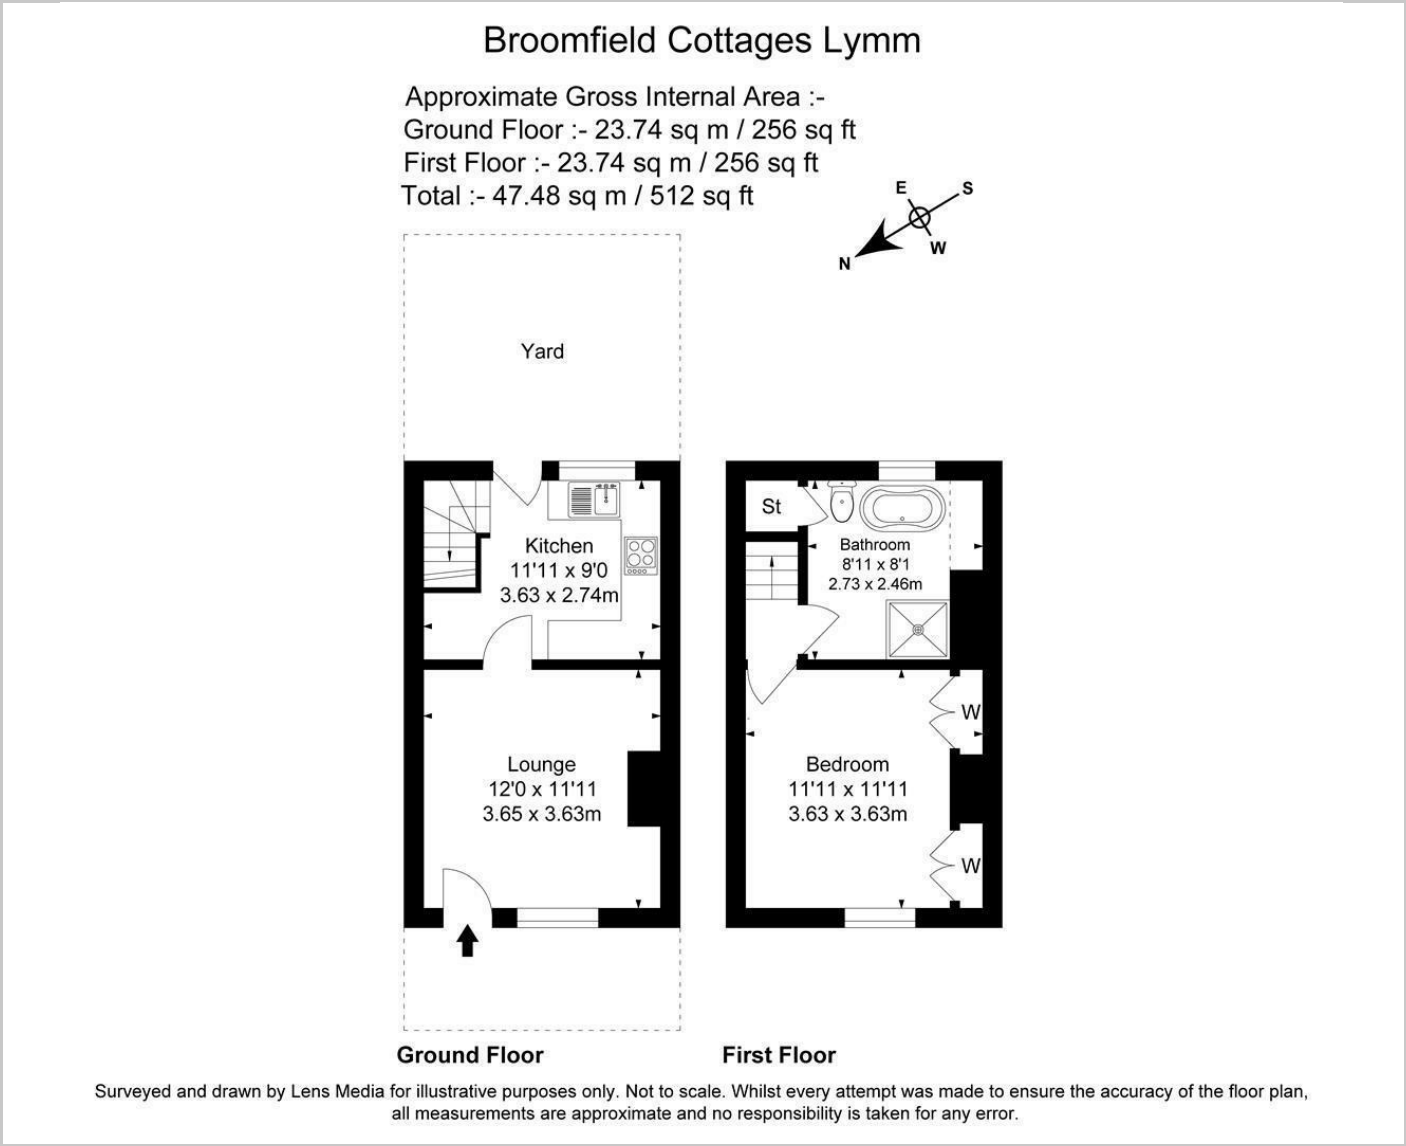 Broomfield Cottages Lymm
Approximate Gross Internal Area :-
Ground Floor :- 23.74 sq m / 256 sq ft
First Floor :- 23.74 sq m / 256 sq ft
Total :- 47.48 sq m / 512 sq ft
E
S
N
W
Yard
Kitchen
11'11 x 9'0
3.63 x 2.74m
Lounge
12'0 x 11'11
3.65 x 3.63m
St
Bathroom
8'11 x 8'1
2.73 x 2.46m
W
Bedroom
11'11 x 11'11
3.63 x 3.63m
W
Ground Floor
First Floor
Surveyed and drawn by Lens Media for illustrative purposes only. Not to scale. Whilst every attempt was made to ensure the accuracy of the floor plan,
all measurements are approximate and no responsibility is taken for any error.